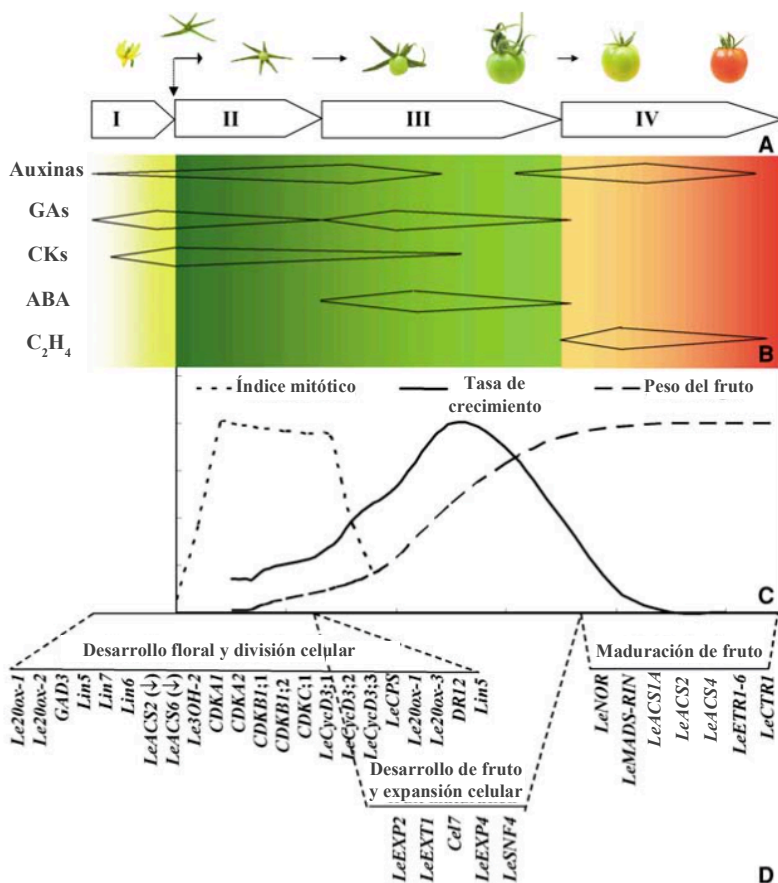 I II III IV
A
Auxinas
GAs
CKs
ABA
C₂H₄
B
Índice mitótico
Tasa de
crecimiento
Peso del fruto
C
Desarrollo floral y división celular
Maduración de fruto
Le20ox-1
Le20ox-2
GAD3
Lin5
Lin7
Lin6
LeACS2 (↓)
LeACS6 (↓)
Le3OH-2
CDKA1
CDKA2
CDKB1:1
CDKB1:2
CDKC:1
LeCycD3;1
LeCycD3;2
LeCycD3;3
LeCPS
Le20ox-1
Le20ox-3
DR12
Lin5
LeNOR
LeMADS-RIN
LeACS1A
LeACS2
LeACS4
LeETR1-6
LeCTR1
Desarrollo de fruto
y expansión celular
LeEXP2
LeEXT1
Cel7
LeEXP4
LeSNF4
D